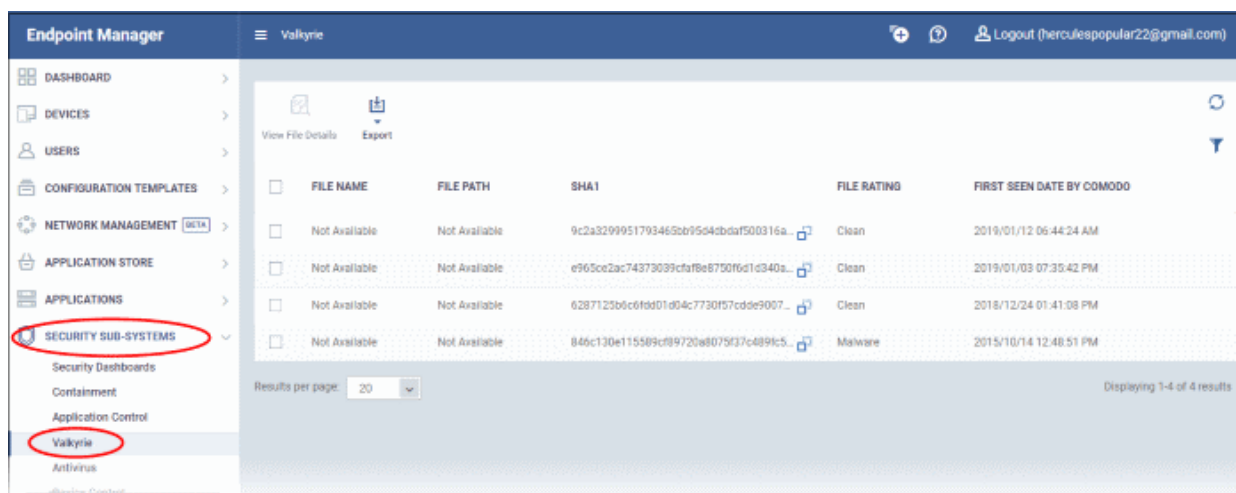 Endpoint Manager
Valkyrie
Logout (herculespopular22@gmail.com)
DASHBOARD
DEVICES
USERS
CONFIGURATION TEMPLATES
NETWORK MANAGEMENT BETA
APPLICATION STORE
APPLICATIONS
SECURITY SUB-SYSTEMS
Security Dashboards
Containment
Application Control
Valkyrie
Antivirus
Device Control
View File Details
Export
FILE NAME FILE PATH SHA1 FILE RATING FIRST SEEN DATE BY COMODO
Not Available Not Available 9c2a3299951793465bb95d4dbdaf500316a... Clean 2019/01/12 06:44:24 AM
Not Available Not Available e965ce2ac74373039cfaf8e8750f6d1d340a... Clean 2019/01/03 07:35:42 PM
Not Available Not Available 6287125b6c6fdd01d04c7730f57cdde9007... Clean 2018/12/24 01:41:08 PM
Not Available Not Available 846c130e115589cf89720a8075f37c489fc5... Malware 2015/10/14 12:48:51 PM
Results per page: 20
Displaying 1-4 of 4 results